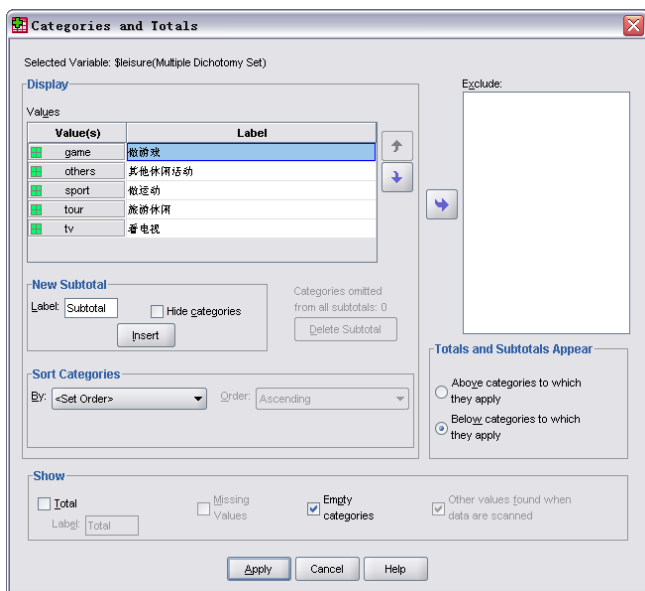 Categories and Totals
Selected Variable: $leisure(Multiple Dichotomy Set)
Display
Exclude:
Values
Value(s) Label
game 做游戏
others 其他休闲活动
sport 做运动
tour 旅游休闲
tv 看电视
New Subtotal
Label: Subtotal
Hide categories
Insert
Categories omitted
from all subtotals: 0
Delete Subtotal
Sort Categories
By: <Set Order>
Order: Ascending
Totals and Subtotals Appear
Above categories to which
they apply
Below categories to which
they apply
Show
Total
Label: Total
Missing
Values
Empty
categories
Other values found when
data are scanned
Apply Cancel Help